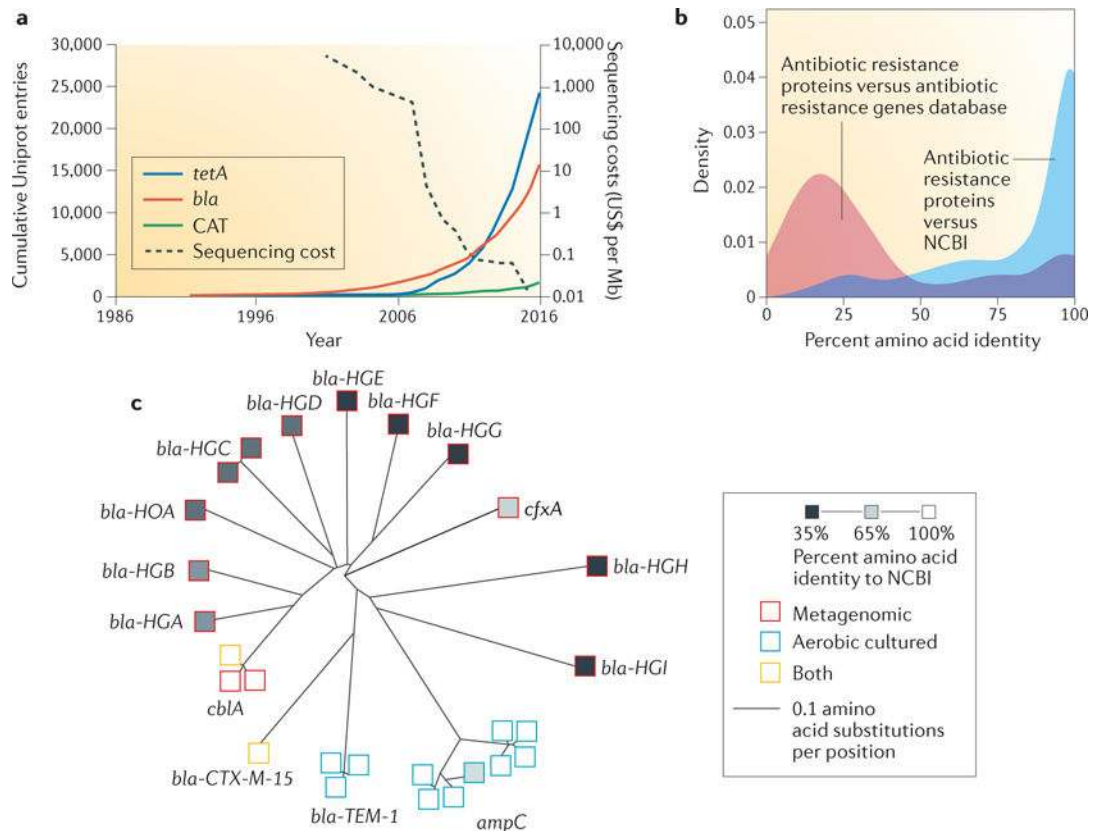 a
30,000
25,000
20,000
15,000
10,000
5,000
0
Cumulative Uniprot entries
10,000
1,000
100
10
1
0.1
0.01
Sequencing costs (US$ per Mb)
tetA
bla
CAT
Sequencing cost
1986
1996
2006
2016
Year
b
0.05
0.04
0.03
0.02
0.01
0
Density
Antibiotic resistance
proteins versus antibiotic
resistance genes database
Antibiotic
resistance
proteins
versus
NCBI
0
25
50
75
100
Percent amino acid identity
c
bla-HGE
bla-HGD
bla-HGF
bla-HGC
bla-HGG
bla-HOA
cfxA
bla-HGB
bla-HGH
bla-HGA
bla-HGI
cblA
bla-CTX-M-15
bla-TEM-1
ampC
35%
65%
100%
Percent amino acid
identity to NCBI
Metagenomic
Aerobic cultured
Both
0.1 amino
acid substitutions
per position